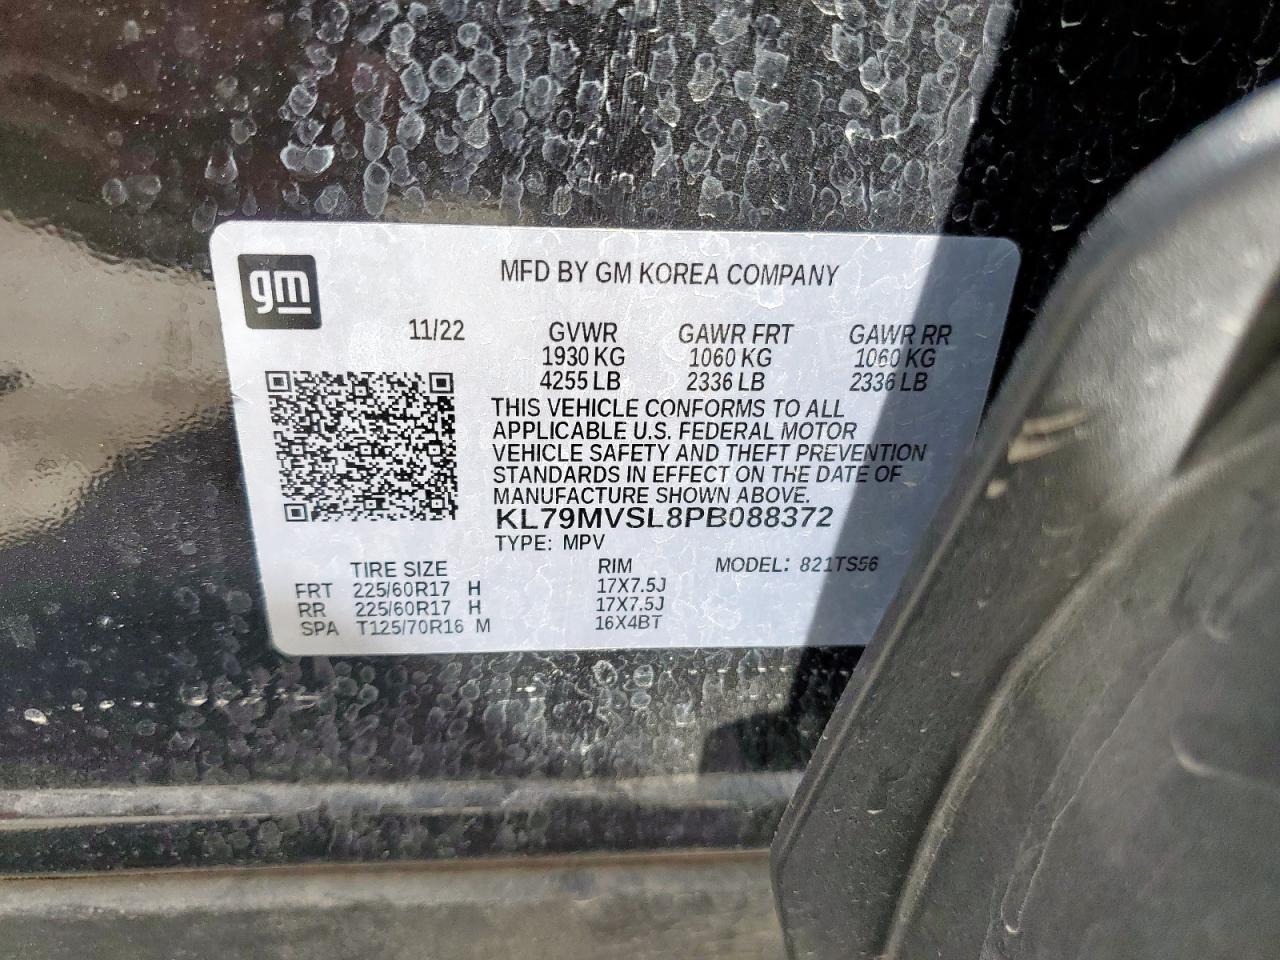 gm
MFD BY GM KOREA COMPANY
11/22 GVWR GAWR FRT GAWR RR
1930 KG 1060 KG 1060 KG
4255 LB 2336 LB 2336 LB
THIS VEHICLE CONFORMS TO ALL
APPLICABLE U.S. FEDERAL MOTOR
VEHICLE SAFETY AND THEFT PREVENTION
STANDARDS IN EFFECT ON THE DATE OF
MANUFACTURE SHOWN ABOVE.
KL79MVSL8PB088372
TYPE: MPV
TIRE SIZE RIM MODEL: 821TS56
FRT 225/60R17 H 17X7.5J
RR 225/60R17 H 17X7.5J
SPA T125/70R16 M 16X4BT